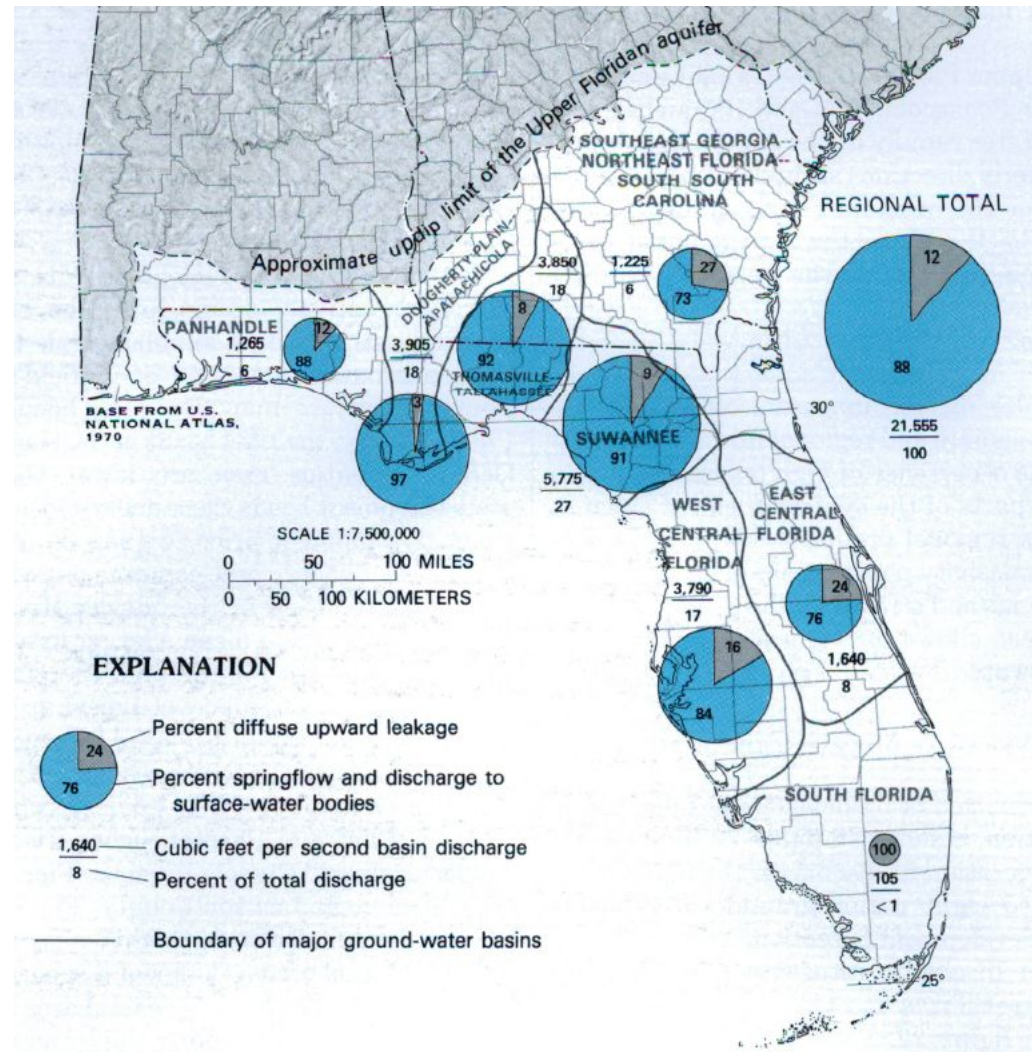 Approximate updip limit of the Upper Floridan aquifer
SOUTHEAST GEORGIA-
NORTHEAST FLORIDA--
SOUTH SOUTH
CAROLINA
REGIONAL TOTAL
12
88
21,555
100
DOUGHERTY PLAIN-
APALACHICOLA
3,850
18
1,225
6
27
73
PANHANDLE
1,265
6
12
88
3,905
18
8
92
THOMASVILLE--
TALLAHASSEE
BASE FROM U.S.
NATIONAL ATLAS,
1970
3
97
9
SUWANNEE
91
5,775
27
30°
SCALE 1:7,500,000
0 50 100 MILES
0 50 100 KILOMETERS
WEST
CENTRAL
FLORIDA
3,790
17
16
84
EAST
CENTRAL
FLORIDA
24
76
1,640
8
SOUTH FLORIDA
100
105
<1
25°
EXPLANATION
24
76
Percent diffuse upward leakage
Percent springflow and discharge to
surface-water bodies
1,640
8
Cubic feet per second basin discharge
Percent of total discharge
Boundary of major ground-water basins